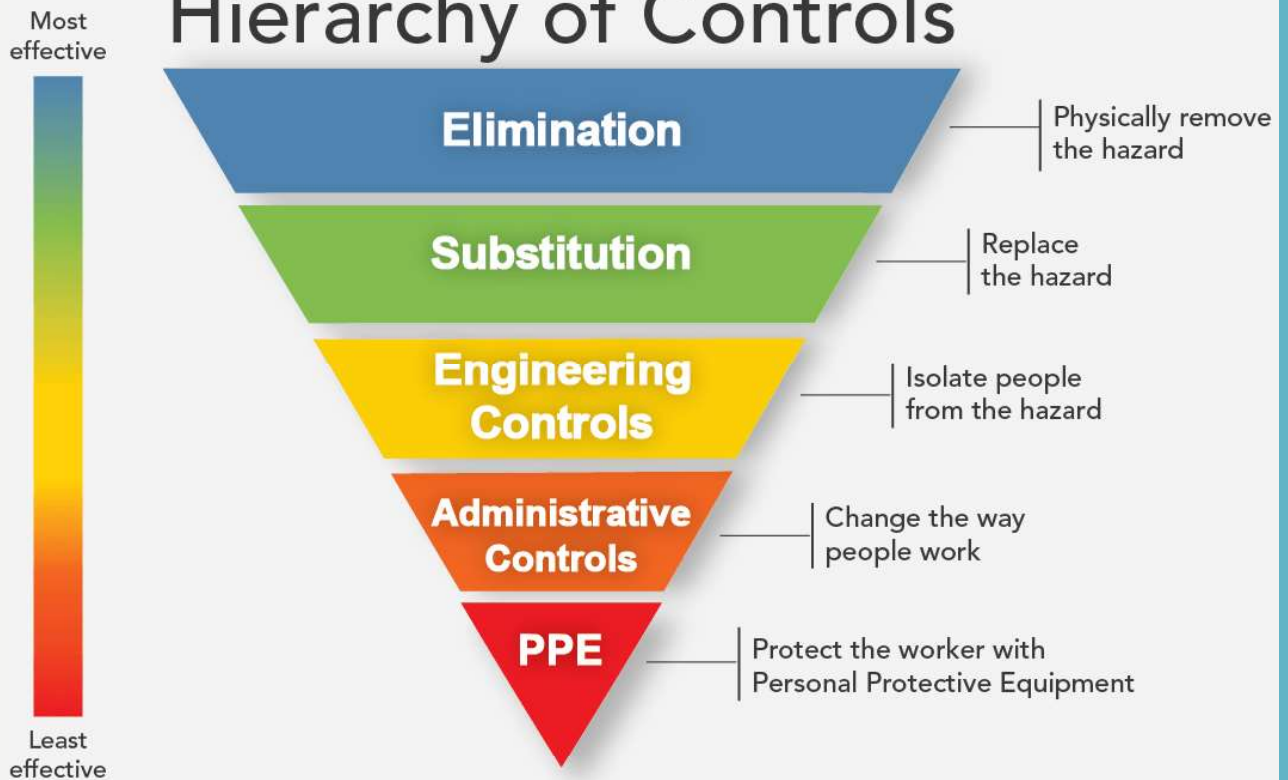 Hierarchy of Controls
Most
effective
Elimination
Physically remove
the hazard
Substitution
Replace
the hazard
Engineering
Controls
Isolate people
from the hazard
Administrative
Controls
Change the way
people work
PPE
Protect the worker with
Personal Protective Equipment
Least
effective